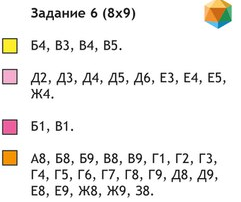 Задание 6 (8х9)
Б4, В3, В4, В5.
Д2, Д3, Д4, Д5, Д6, Е3, Е4, Е5,
Ж4.
Б1, В1.
А8, Б8, Б9, В8, В9, Г1, Г2, Г3,
Г4, Г5, Г6, Г7, Г8, Г9, Д8, Д9,
Е8, Е9, Ж8, Ж9, З8.